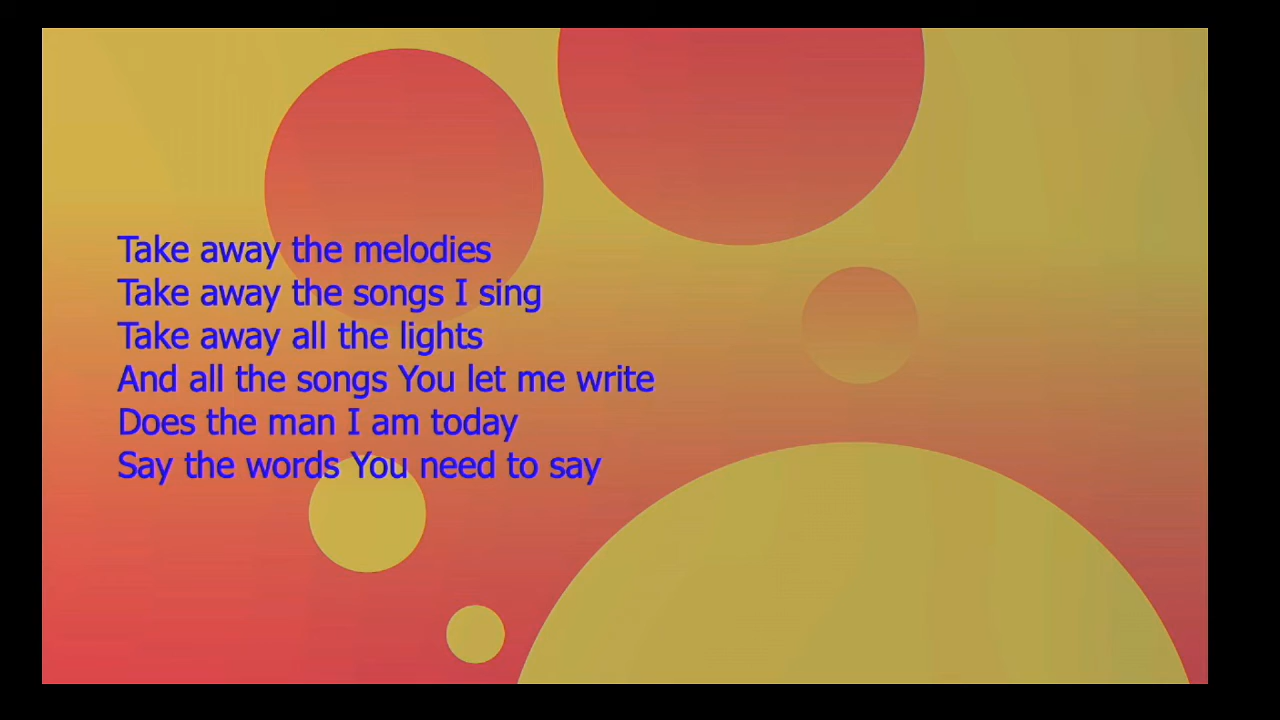 Take away the melodies
Take away the songs I sing
Take away all the lights
And all the songs You let me write
Does the man I am today
Say the words You need to say